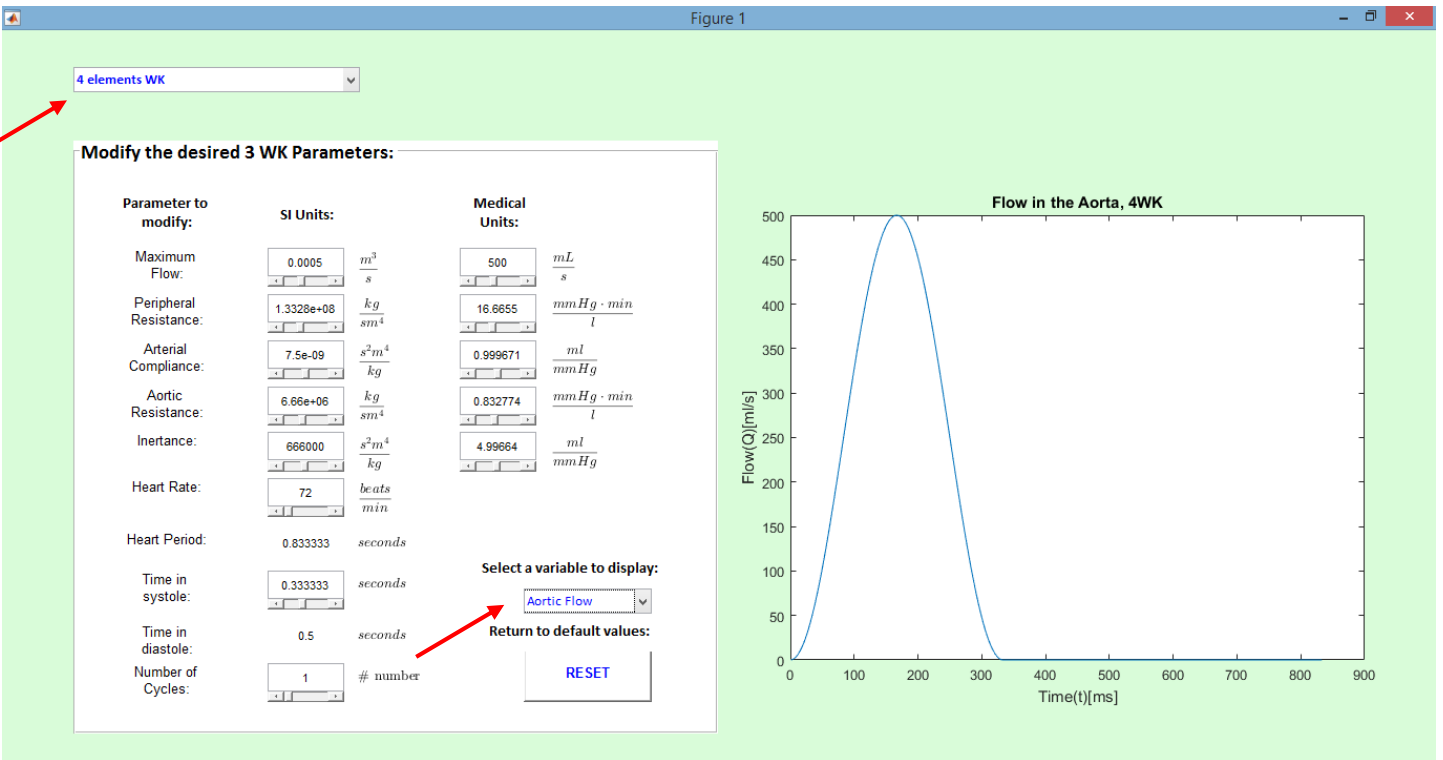 Figure 1
4 elements WK
Modify the desired 3 WK Parameters:
Parameter to
modify:
SI Units:
Medical
Units:
Maximum
Flow:
0.0005
m³
s
500
mL
s
Peripheral
Resistance:
1.3328e+08
kg
sm⁴
16.6655
mmHg · min
l
Arterial
Compliance:
7.5e-09
s²m⁴
kg
0.999671
ml
mmHg
Aortic
Resistance:
6.66e+06
kg
sm⁴
0.832774
mmHg · min
l
Inertance:
666000
s²m⁴
kg
4.99664
ml
mmHg
Heart Rate:
72
beats
min
Heart Period:
0.833333
seconds
Time in
systole:
0.333333
seconds
Time in
diastole:
0.5
seconds
Number of
Cycles:
1
# number
Select a variable to display:
Aortic Flow
Return to default values:
RESET
Flow in the Aorta, 4WK
500
450
400
350
300
250
200
150
100
50
0
Flow(Q)[ml/s]
0 100 200 300 400 500 600 700 800 900
Time(t)[ms]